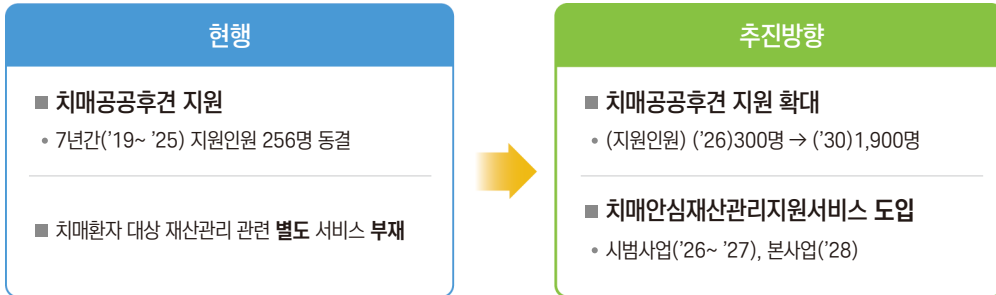 현행
■ 치매공공후견 지원
• 7년간('19~ '25) 지원인원 256명 동결
■ 치매환자 대상 재산관리 관련 별도 서비스 부재
추진방향
■ 치매공공후견 지원 확대
• (지원인원) ('26)300명 → ('30)1,900명
■ 치매안심재산관리지원서비스 도입
• 시범사업('26~ '27), 본사업('28)